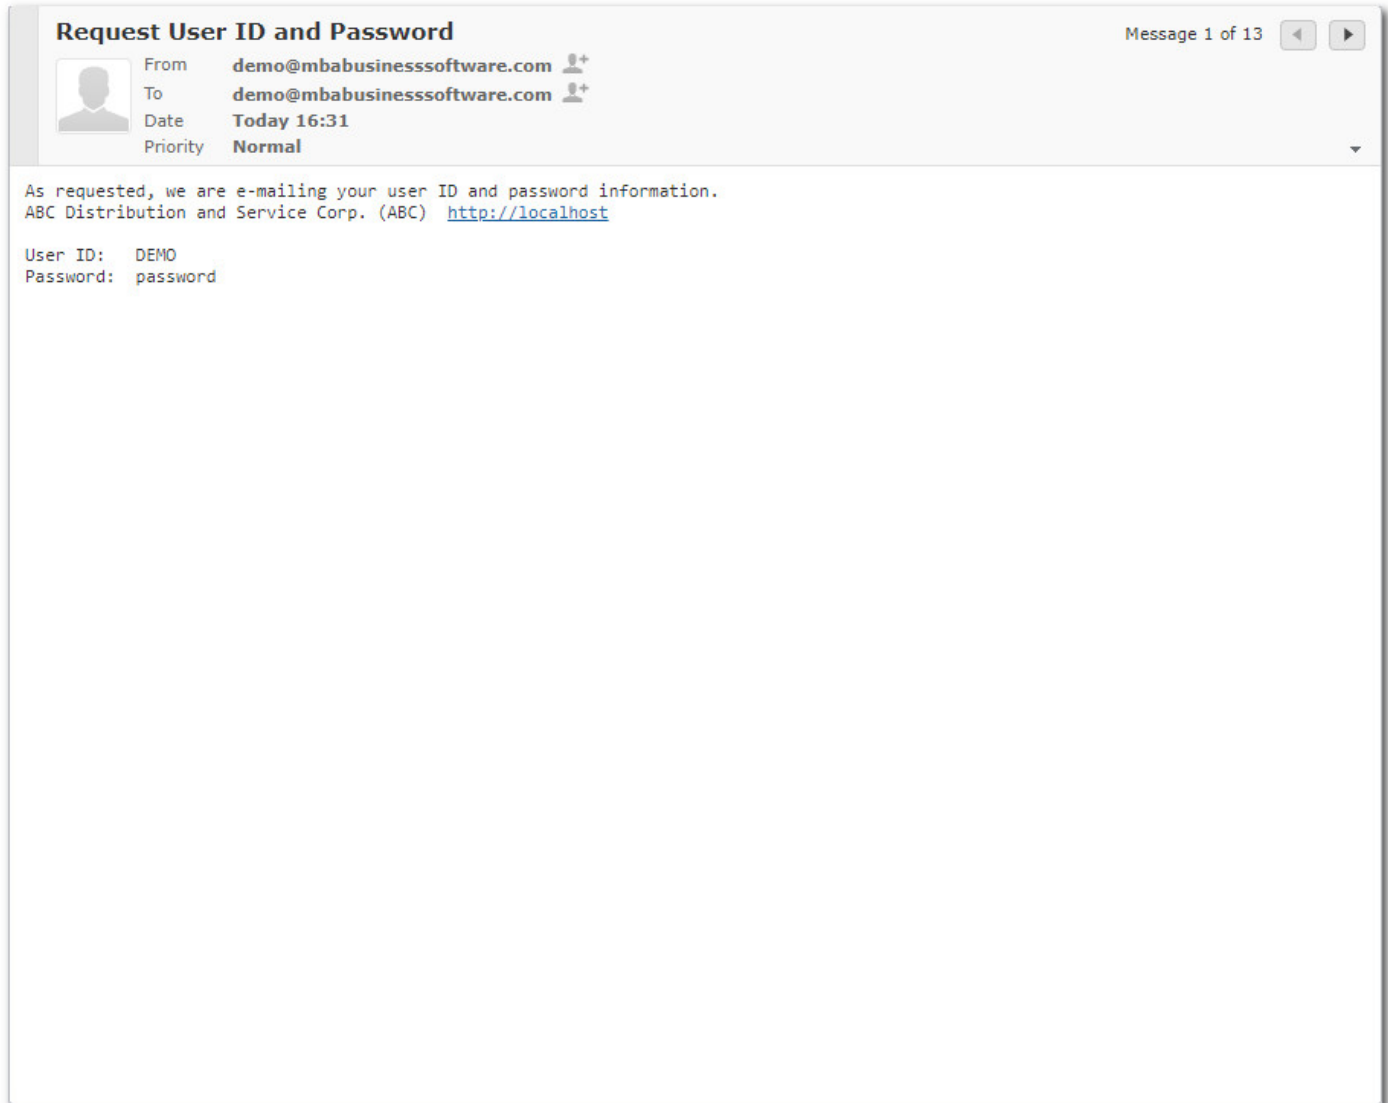 Request User ID and Password
Message 1 of 13
From demo@mbabusinesssoftware.com
To demo@mbabusinesssoftware.com
Date Today 16:31
Priority Normal
As requested, we are e-mailing your user ID and password information.
ABC Distribution and Service Corp. (ABC) http://localhost
User ID: DEMO
Password: password